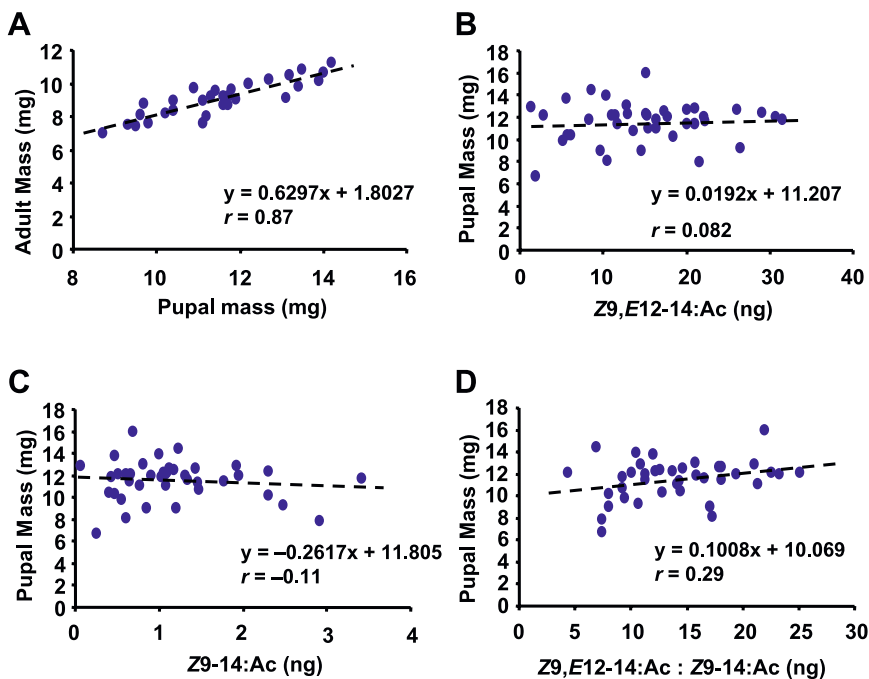 A
Adult Mass (mg)
12
10
8
6
4
2
0
y = 0.6297x + 1.8027
r = 0.87
8 10 12 14 16
Pupal mass (mg)
B
Pupal Mass (mg)
18
16
14
12
10
8
6
4
2
0
y = 0.0192x + 11.207
r = 0.082
0 10 20 30 40
Z9,E12-14:Ac (ng)
C
Pupal Mass (mg)
18
16
14
12
10
8
6
4
2
0
y = –0.2617x + 11.805
r = –0.11
0 1 2 3 4
Z9-14:Ac (ng)
D
Pupal Mass (mg)
18
16
14
12
10
8
6
4
2
0
y = 0.1008x + 10.069
r = 0.29
0 5 10 15 20 25 30
Z9,E12-14:Ac : Z9-14:Ac (ng)